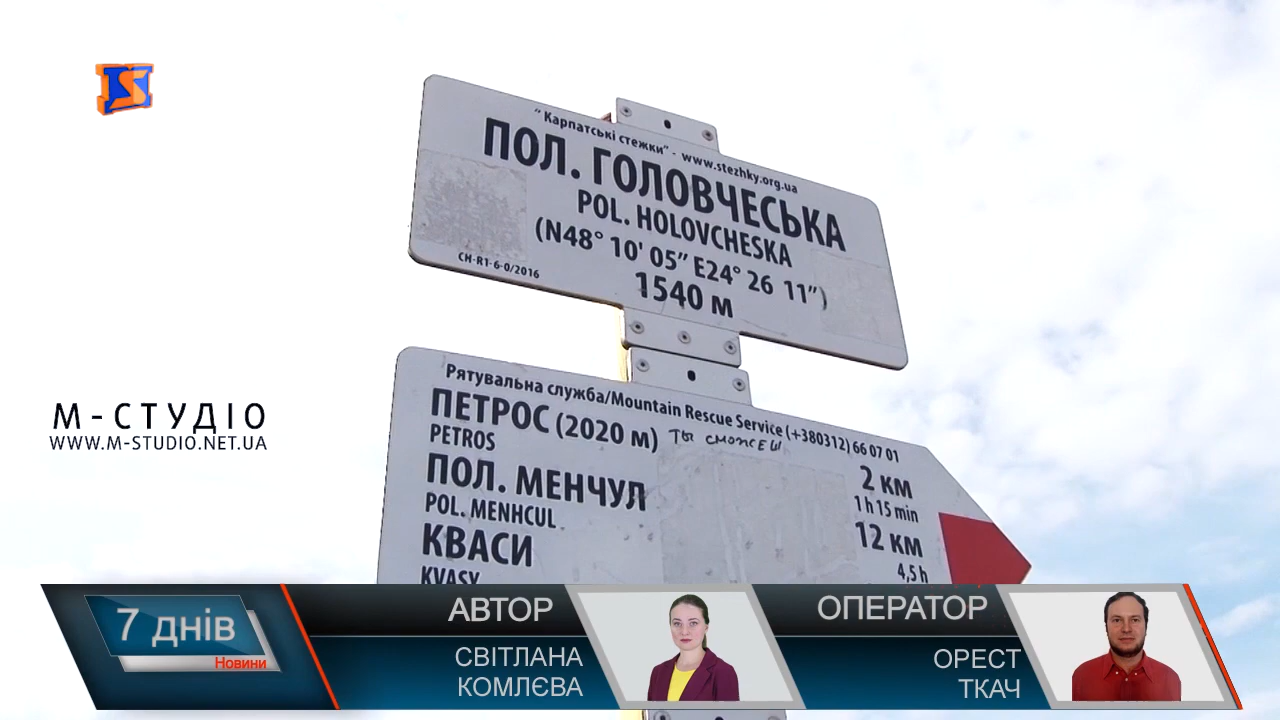 "Карпатські стежки" - www.stezhky.org.ua
ПОЛ. ГОЛОВЧЕСЬКА
POL. HOLOVCHESKA
(N48° 10' 05” E24° 26 11”)
CH-R1-6-0/2016
1540 м
Рятувальна служба/Mountain Rescue Service (+380312) 66 07 01
ПЕТРОС (2020 м) ТЫ СМОЖЕШ 2 км
PETROS 1 h 15 min
ПОЛ. МЕНЧУЛ 12 км
POL. MENHCUL 4,5 h
КВАСИ
KVASY
М-СТУДІО
WWW.M-STUDIO.NET.UA
7 днів
Новини
АВТОР
СВІТЛАНА
КОМЛЄВА
ОПЕРАТОР
ОРЕСТ
ТКАЧ